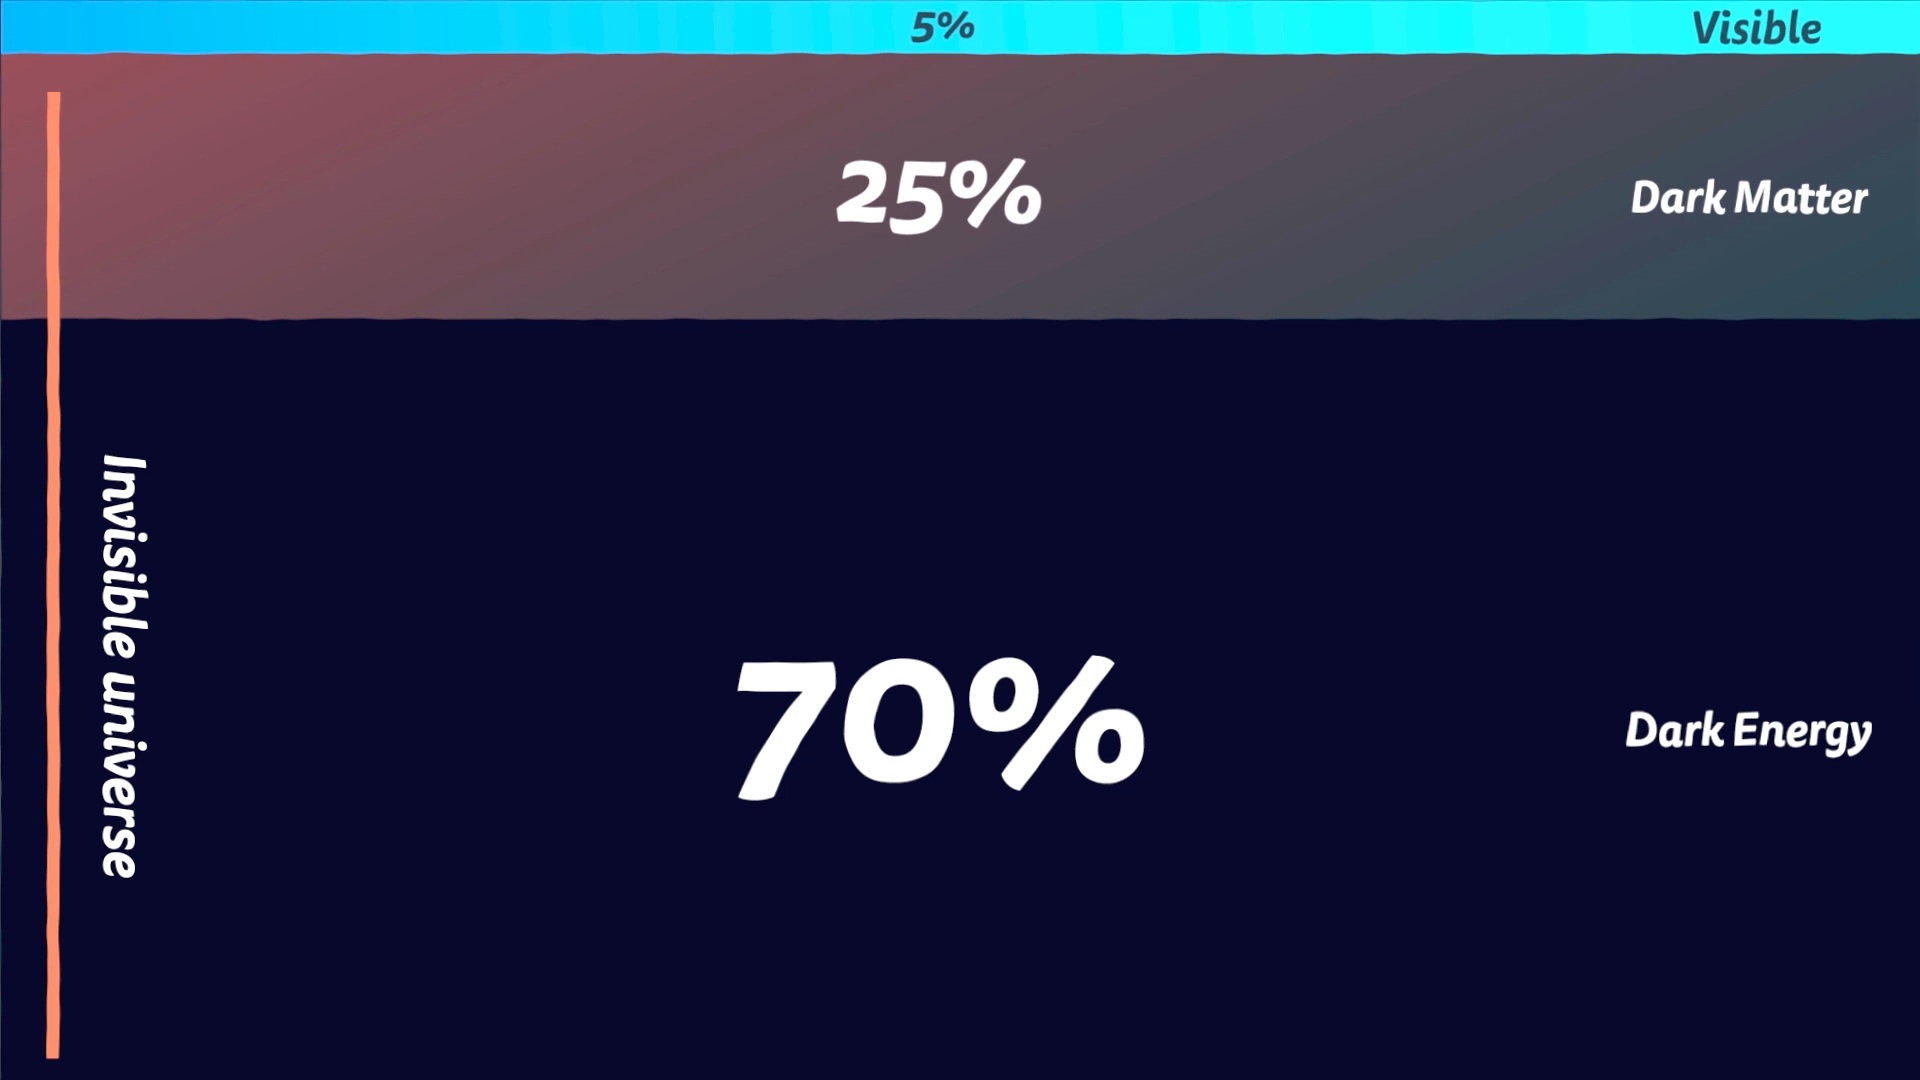 5% Visible
25% Dark Matter
Invisible universe
70% Dark Energy